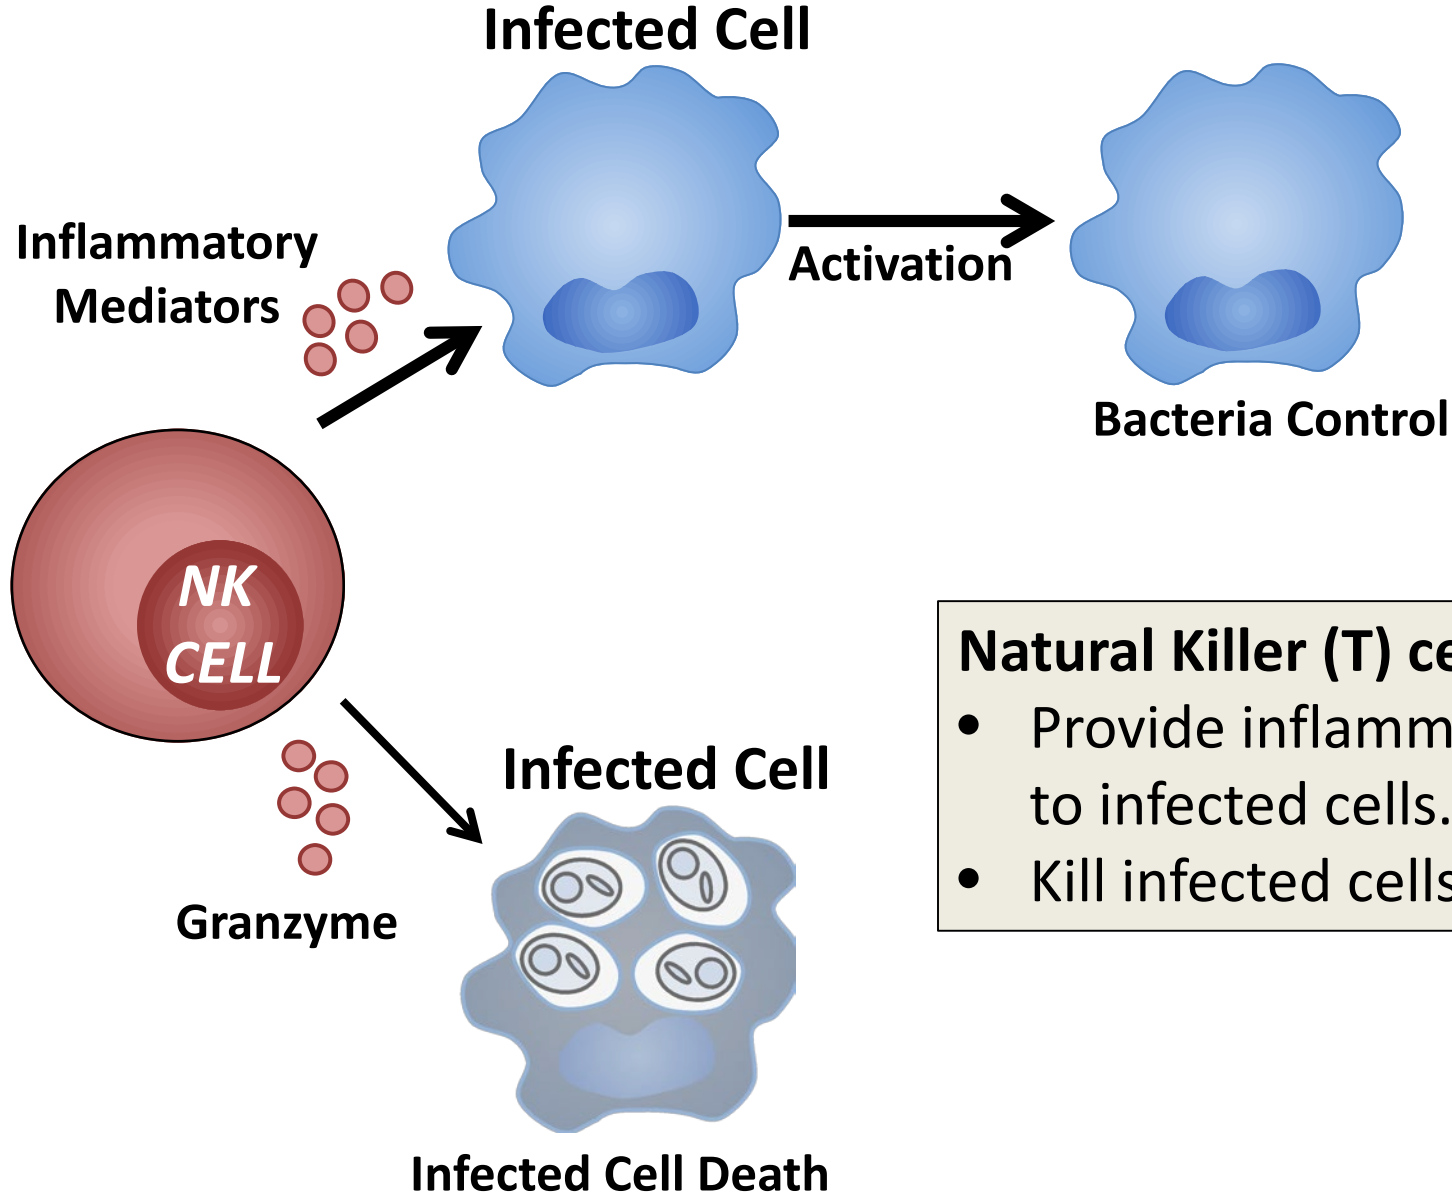 Infected Cell
Inflammatory
Mediators
Activation
Bacteria Control
NK
CELL
Natural Killer (T)
• Provide
to infected cells.
• Kill infected cells
Infected Cell
Granzyme
Infected Cell Death